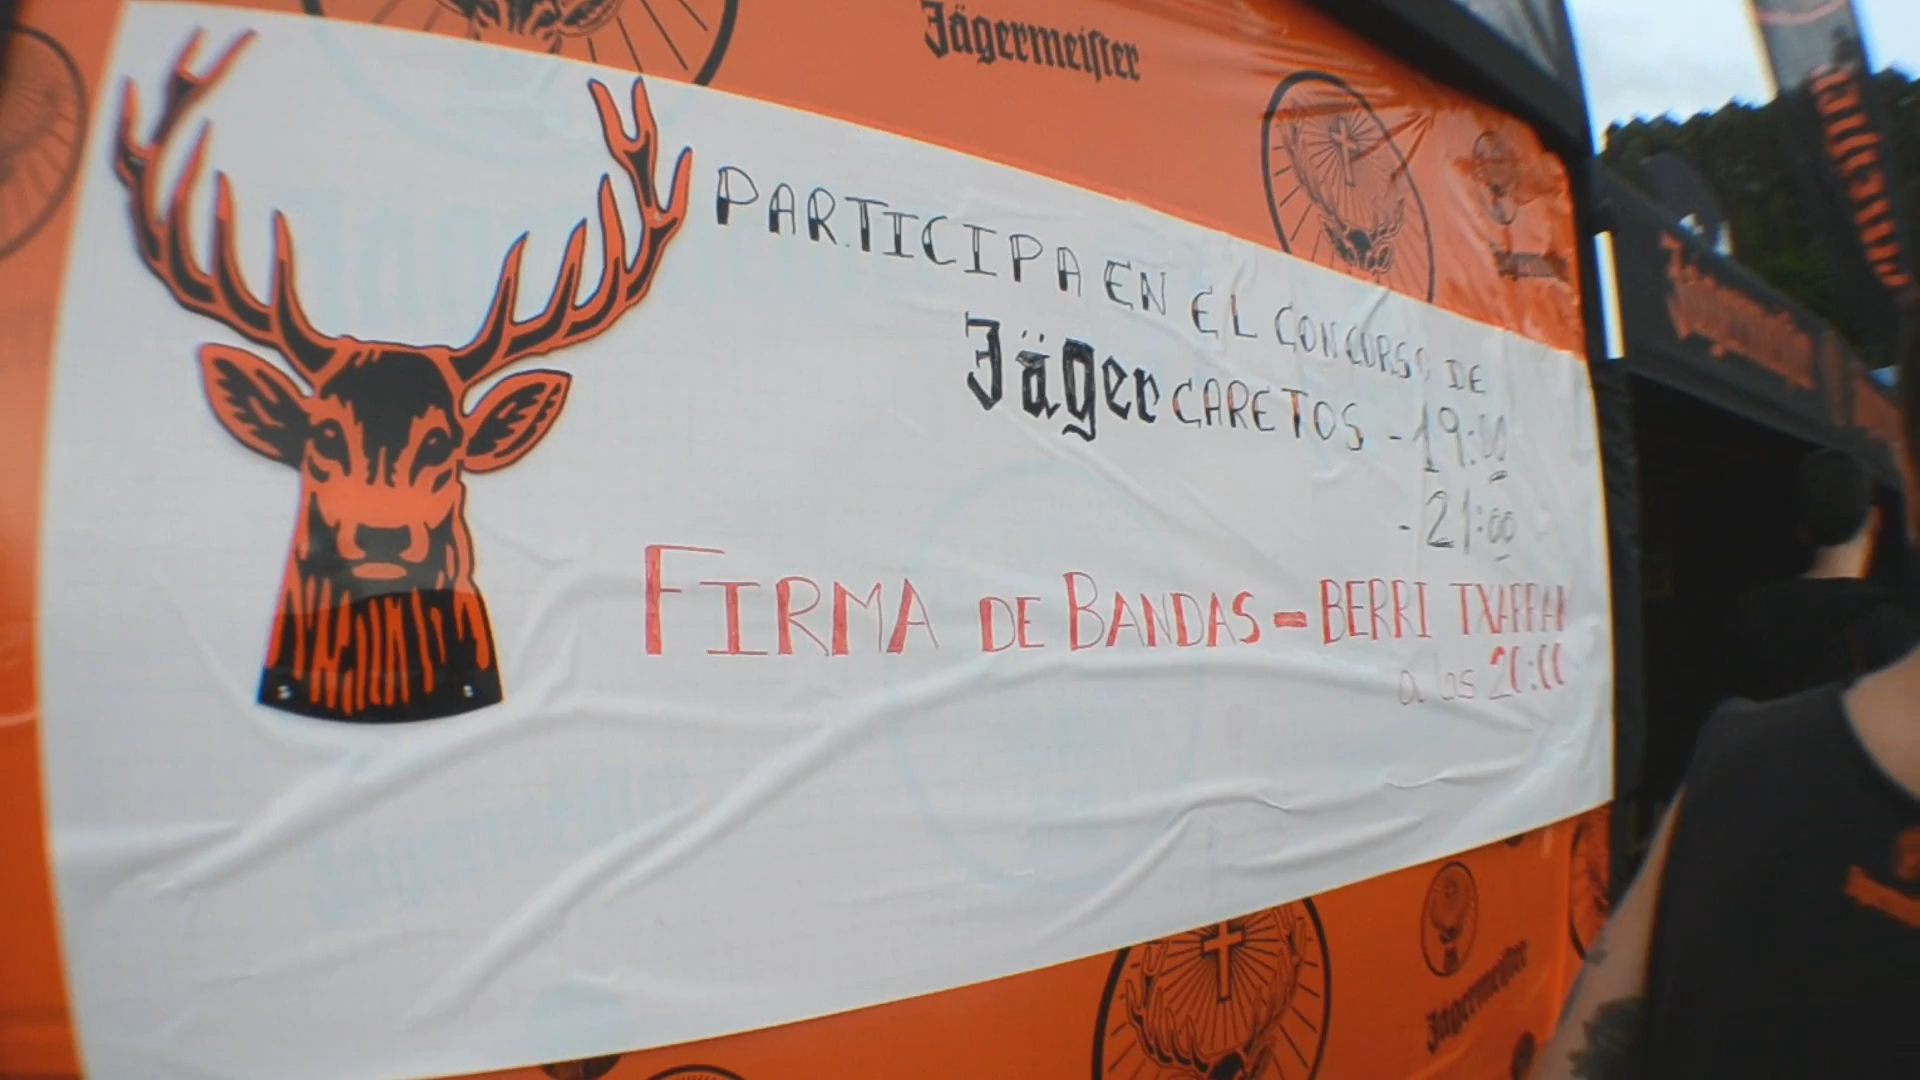 Jägermeister
PARTICIPA EN EL CONCURSO DE
Jäger CARETOS - 19:00
- 21:00
FIRMA DE BANDAS - BERRI TXARRAK
a las 20:00
Jägermeister